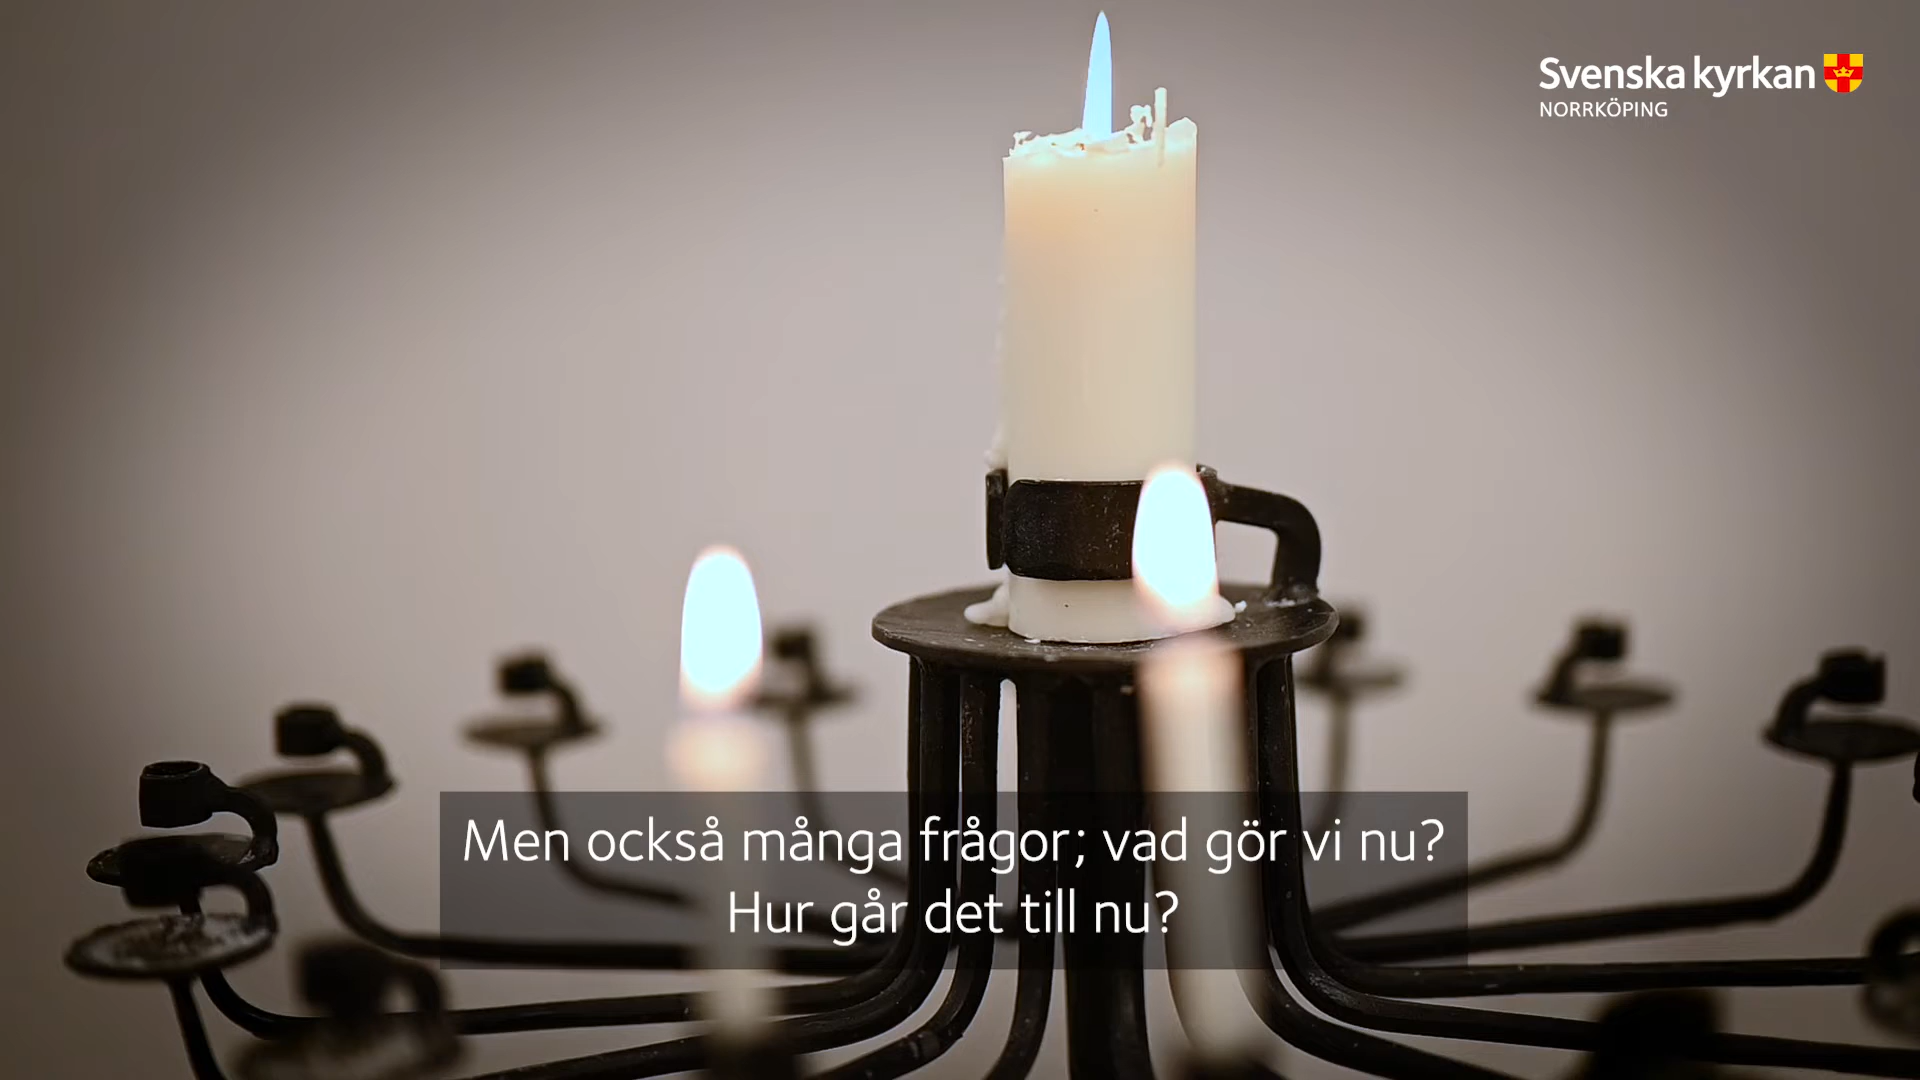 Svenska kyrkan
NORRKÖPING
Men också många frågor; vad gör vi nu?
Hur går det till nu?